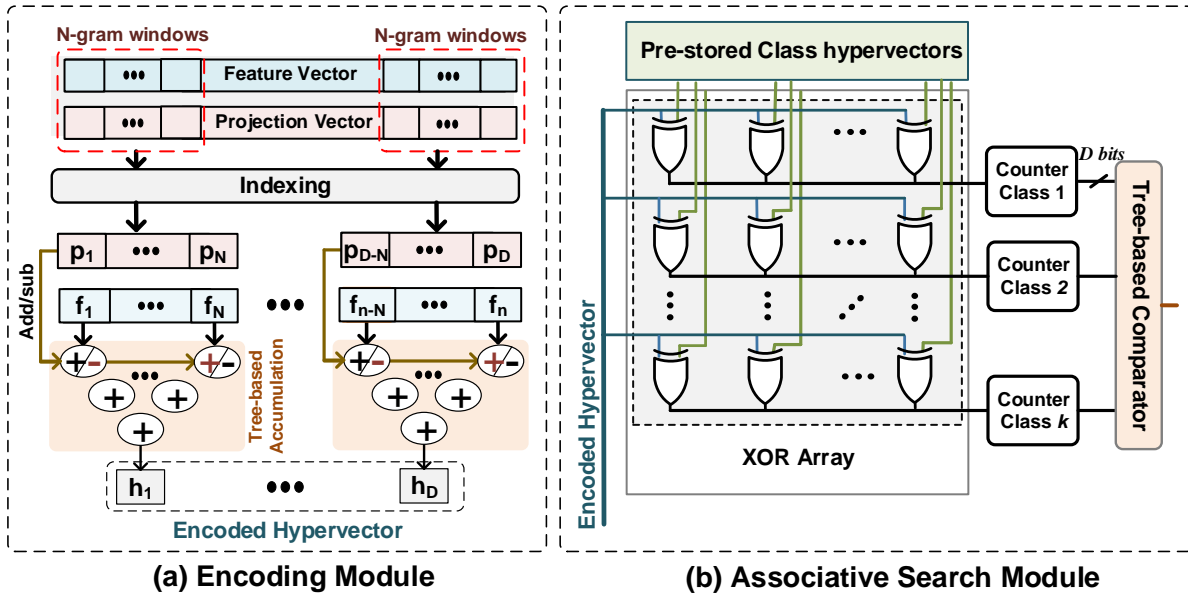 N-gram windows
N-gram windows
••• Feature Vector •••
••• Projection Vector •••
Indexing
p1 ••• pN
pD-N ••• pD
Add/sub
f1 ••• fN
•••
fn-N ••• fn
+/- +/-
+/- +/-
•••
•••
+ +
+ +
+
+
Tree-based
Accumulation
h1 ••• hD
Encoded Hypervector
(a) Encoding Module
Pre-stored Class hypervectors
Encoded Hypervector
•••
•••
•••
XOR Array
Counter
Class 1
D bits
Counter
Class 2
Counter
Class k
Tree-based Comparator
(b) Associative Search Module